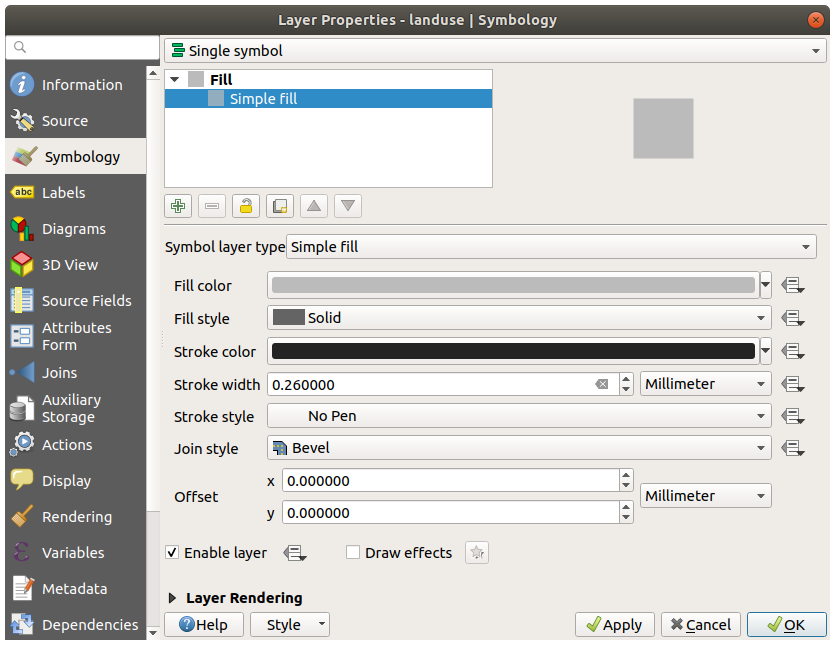 Layer Properties - landuse | Symbology
Information
Source
Symbology
abc Labels
Diagrams
3D View
Source Fields
Attributes
Form
Joins
Auxiliary
Storage
Actions
Display
Rendering
ε Variables
Metadata
Dependencies
Single symbol
Fill
Simple fill
Symbol layer type Simple fill
Fill color
Fill style Solid
Stroke color
Stroke width 0.260000 Millimeter
Stroke style No Pen
Join style Bevel
Offset
x 0.000000
y 0.000000
Millimeter
Enable layer Draw effects
Layer Rendering
Help Style Apply Cancel OK